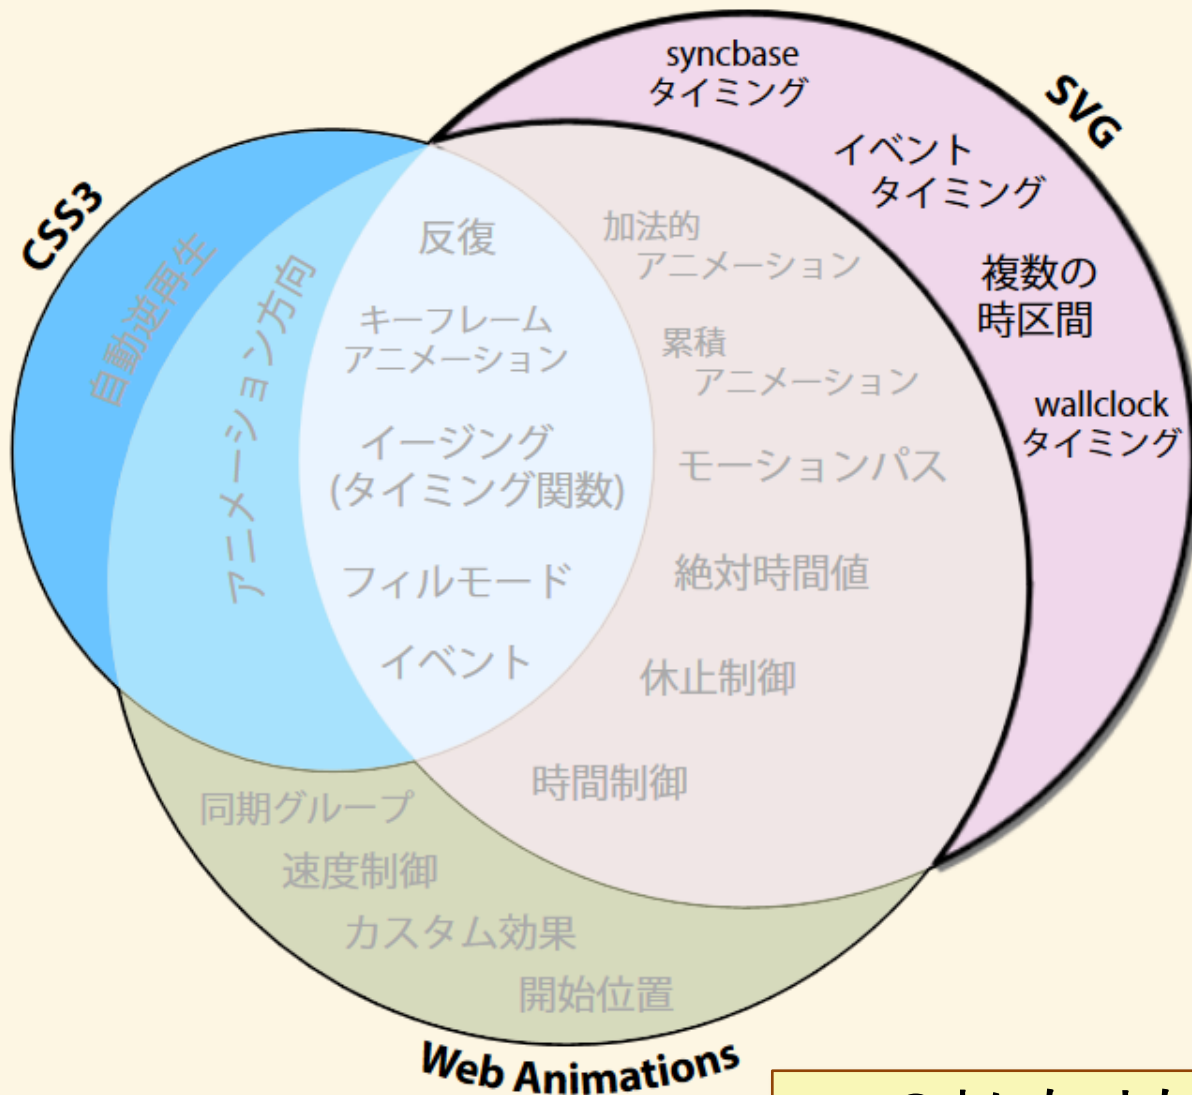 syncbase
タイミング
SVG
イベント
タイミング
複数の
時区間
wallclock
タイミング
CSS3
自動逆再生
アニメーション方向
反復
キーフレーム
アニメーション
イージング
(タイミング関数)
フィルモード
イベント
加法的
アニメーション
累積
アニメーション
モーションパス
絶対時間値
休止制御
時間制御
同期グループ
速度制御
カスタム効果
開始位置
Web Animations